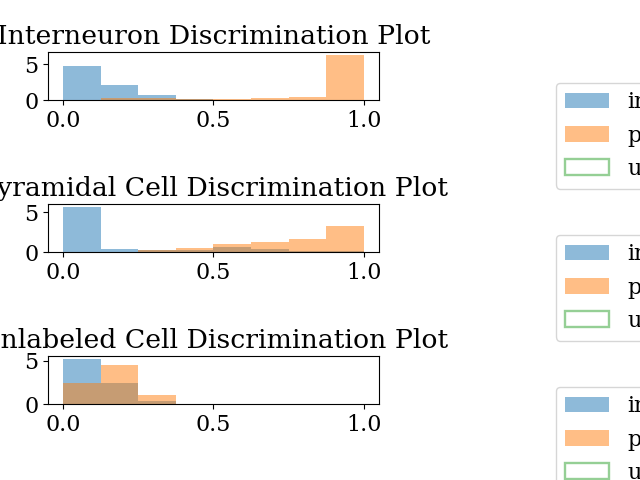 Interneuron Discrimination Plot
5
0
0.0 0.5 1.0
in
p
u
yramidal Cell Discrimination Plot
5
0
0.0 0.5 1.0
in
p
u
nlabeled Cell Discrimination Plot
5
0
0.0 0.5 1.0
in
p
u